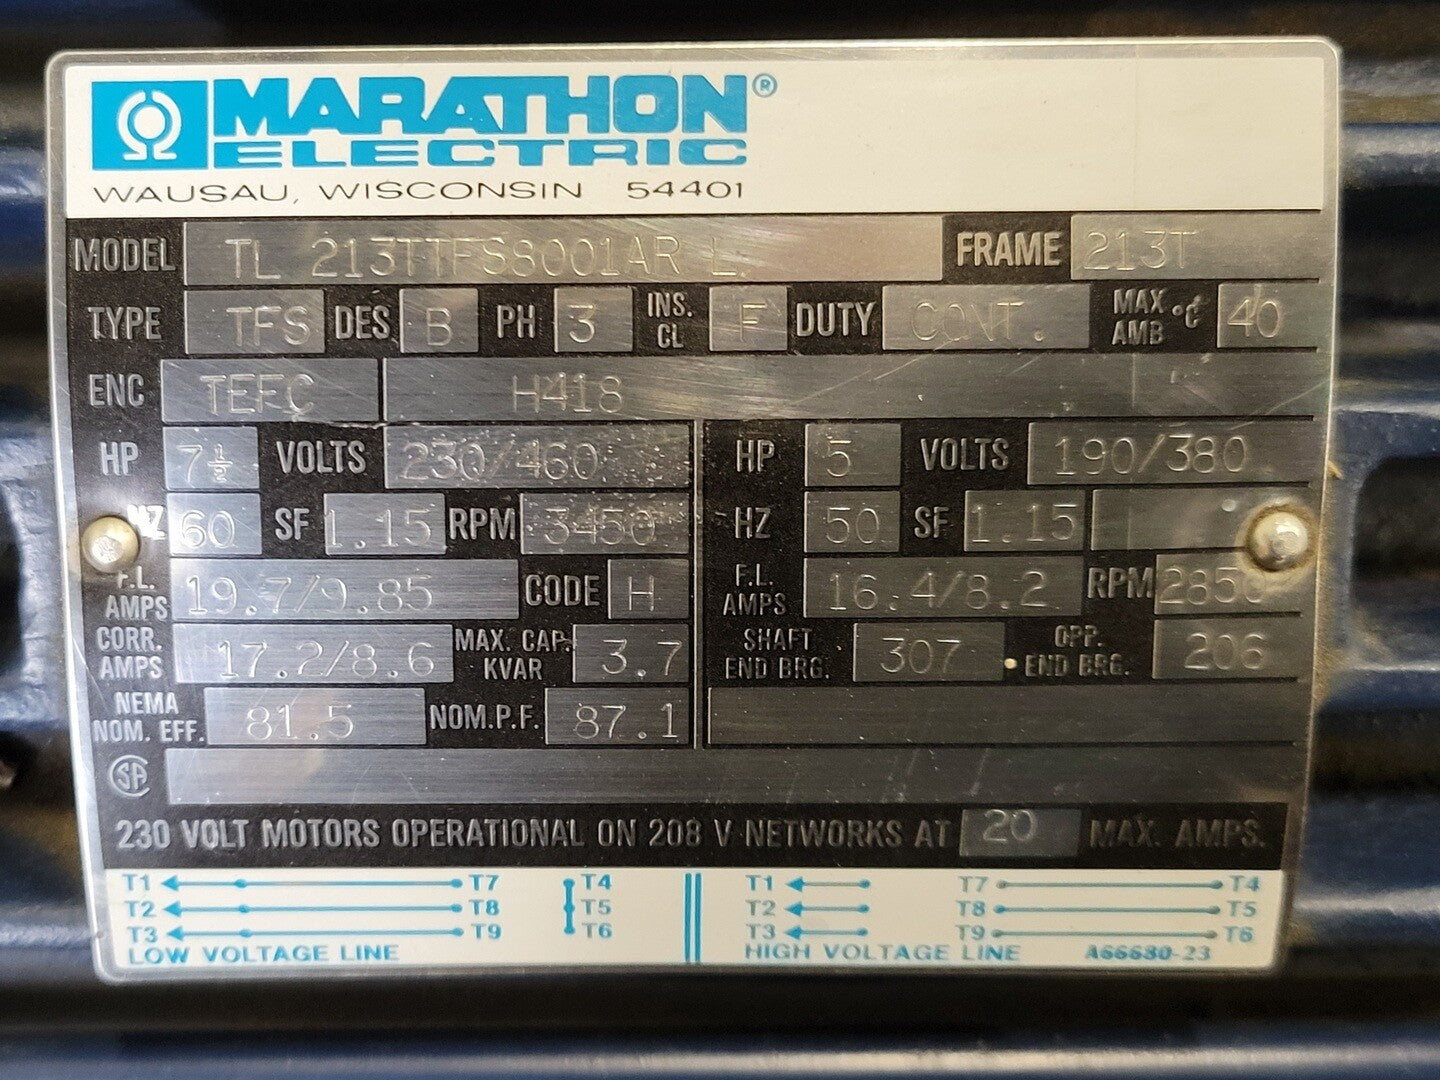 MARATHON®
ELECTRIC
WAUSAU, WISCONSIN 54401
MODEL TL 213TTFS8001AR L FRAME 213T
TYPE TFS DES B PH 3 INS. CL F DUTY CONT. MAX °C AMB 40
ENC TEFC H418
HP 7½ VOLTS 230/460 HP 5 VOLTS 190/380
HZ 60 SF 1.15 RPM 3450 HZ 50 SF 1.15
F.L. AMPS 19.7/9.85 CODE H F.L. AMPS 16.4/8.2 RPM 2850
CORR. AMPS 17.2/8.6 MAX. CAP. KVAR 3.7 SHAFT END BRG. 307 OPP. END BRG. 206
NEMA NOM. EFF. 81.5 NOM.P.F. 87.1
SA
230 VOLT MOTORS OPERATIONAL ON 208 V NETWORKS AT 20 MAX. AMPS.
T1 T7 T4 T1 T7 T4
T2 T8 T5 T2 T8 T5
T3 T9 T6 T3 T9 T6
LOW VOLTAGE LINE HIGH VOLTAGE LINE A66680-23